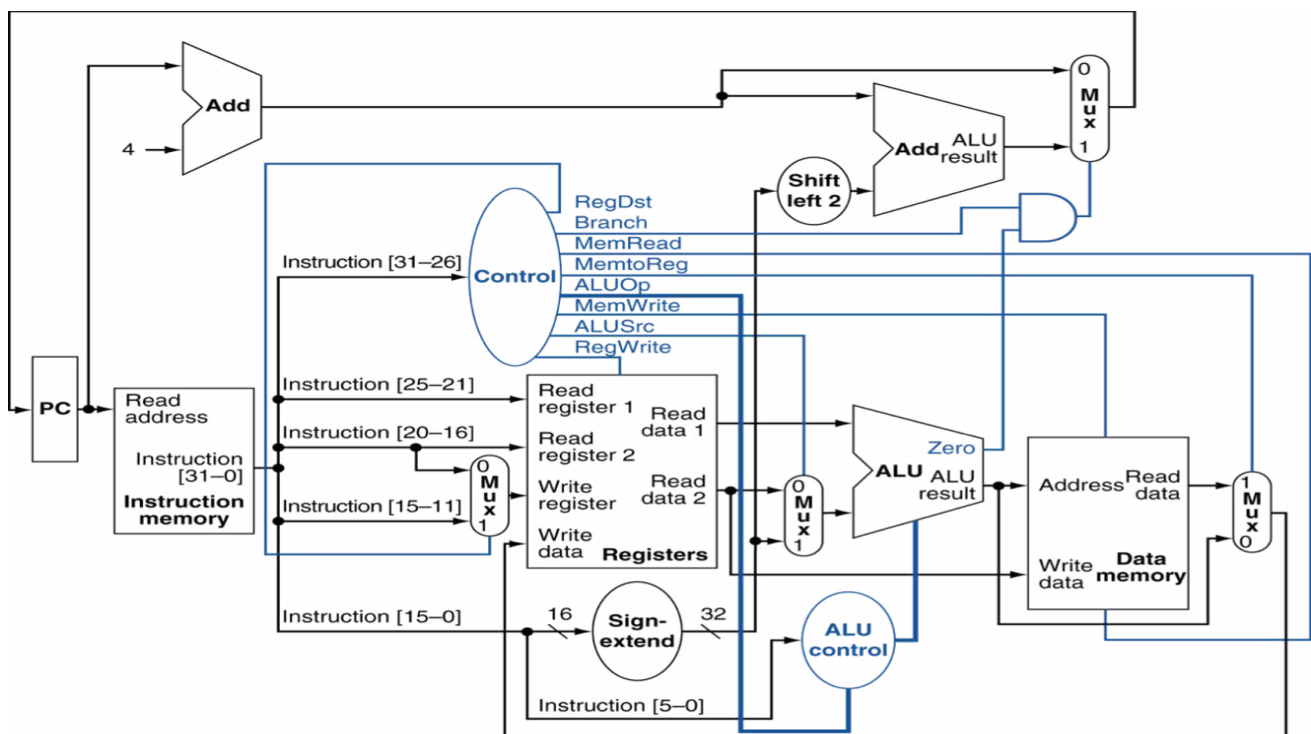 Add
4
0
Mux
1
Add
ALU
result
Shift
left 2
RegDst
Branch
MemRead
MemtoReg
ALUOp
MemWrite
ALUSrc
RegWrite
Control
Instruction [31–26]
Instruction [25–21]
Instruction [20–16]
Instruction [15–11]
Instruction [15–0]
Instruction [5–0]
PC
Read
address
Instruction
[31–0]
Instruction
memory
0
Mux
1
Read
register 1
Read
register 2
Write
register
Write
data
Read
data 1
Read
data 2
Registers
0
Mux
1
Zero
ALU
ALU
result
Address
Read
data
Write
data
Data
memory
1
Mux
0
16
Sign-
extend
32
ALU
control